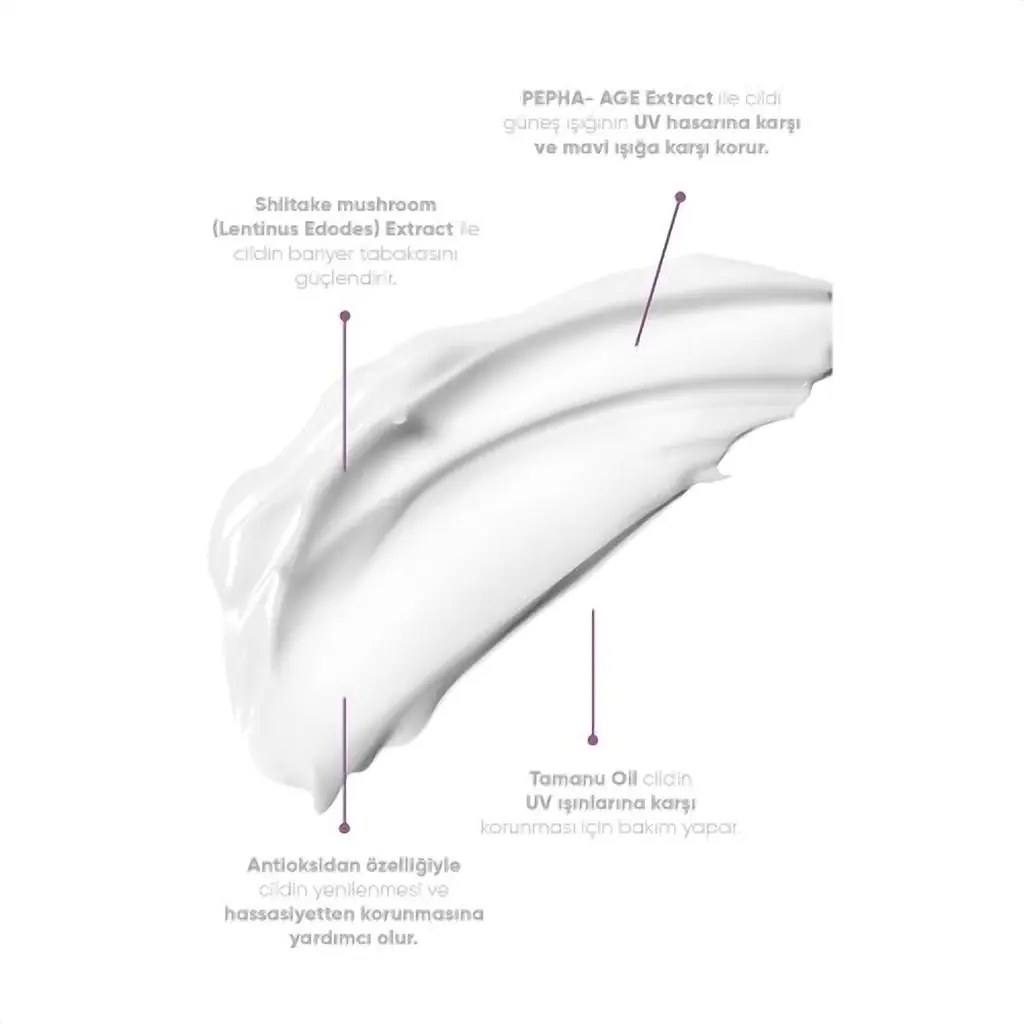 PEPHA- AGE Extract ile cildi
güneş ışığının UV hasarına karşı
ve mavi ışığa karşı korur.
Shiitake mushroom
(Lentinus Edodes) Extract ile
cildin bariyer tabakasını
güçlendirir.
Tamanu Oil cildin
UV ışınlarına karşı
korunması için bakım yapar.
Antioksidan özelliğiyle
cildin yenilenmesi ve
hassasiyetten korunmasına
yardımcı olur.